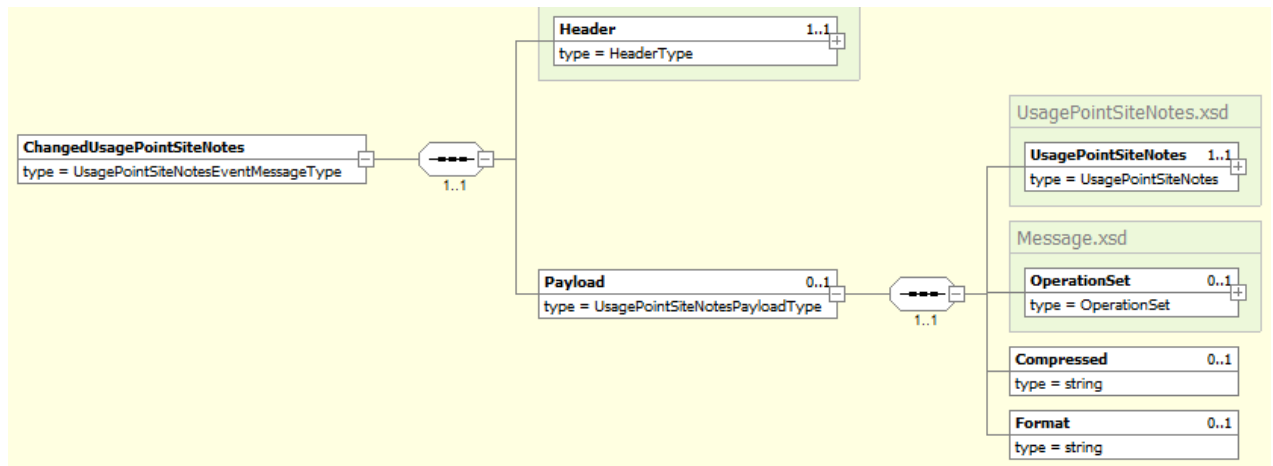 Header 1..1
type = HeaderType
ChangedUsagePointSiteNotes
type = UsagePointSiteNotesEventMessageType
1..1
Payload 0..1
type = UsagePointSiteNotesPayloadType
1..1
UsagePointSiteNotes.xsd
UsagePointSiteNotes 1..1
type = UsagePointSiteNotes
Message.xsd
OperationSet 0..1
type = OperationSet
Compressed 0..1
type = string
Format 0..1
type = string